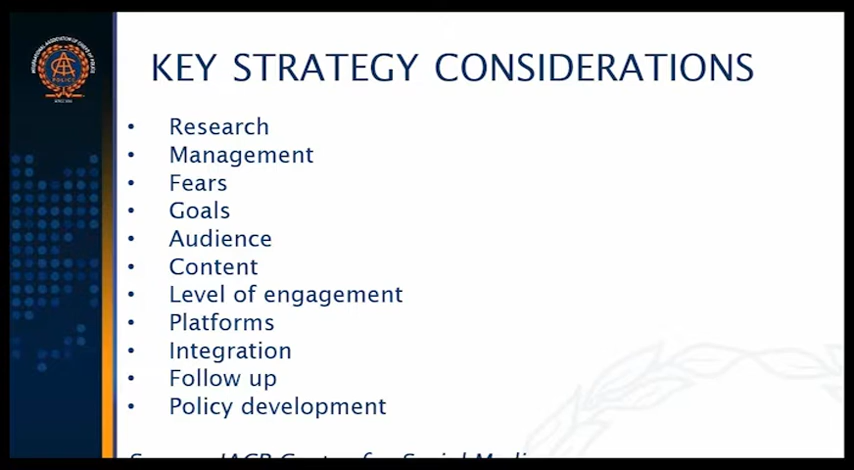 KEY STRATEGY CONSIDERATIONS
• Research
• Management
• Fears
• Goals
• Audience
• Content
• Level of engagement
• Platforms
• Integration
• Follow up
• Policy development